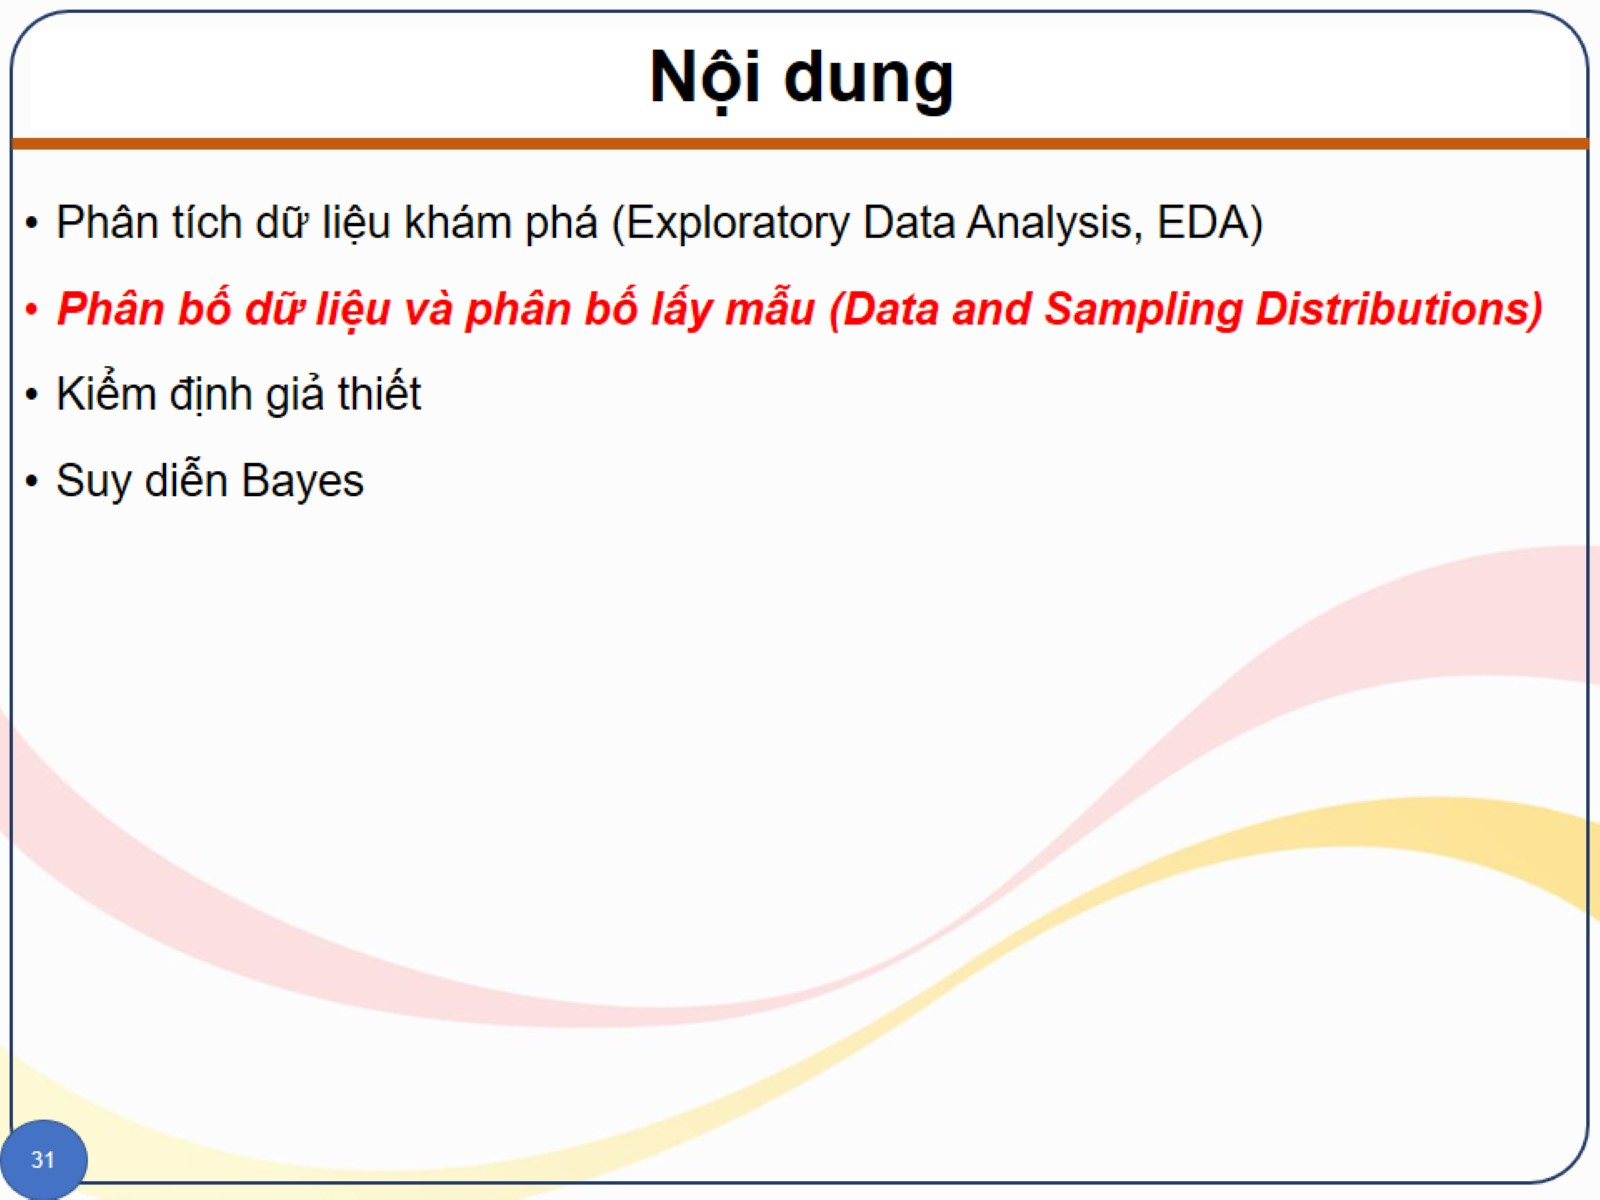 Nội dung
• Phân tích dữ liệu khám phá (Exploratory Data Analysis, EDA)
• Phân bố dữ liệu và phân bố lấy mẫu (Data and Sampling Distributions)
• Kiểm định giả thiết
• Suy diễn Bayes
31